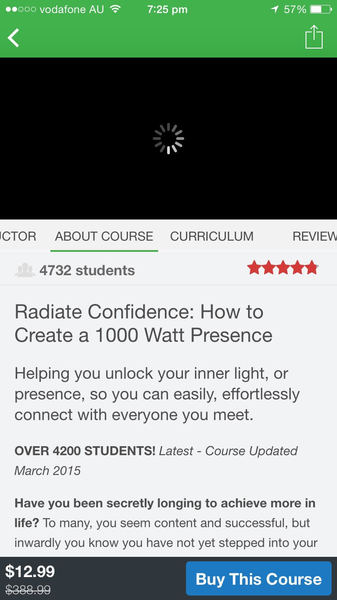 vodafone AU 7:25 pm 57%
JCTOR ABOUT COURSE CURRICULUM REVIEW
4732 students
Radiate Confidence: How to
Create a 1000 Watt Presence
Helping you unlock your inner light, or
presence, so you can easily, effortlessly
connect with everyone you meet.
OVER 4200 STUDENTS! Latest - Course Updated
March 2015
Have you been secretly longing to achieve more in
life? To many, you seem content and successful, but
inwardly you know you have not yet stepped into your
$12.99
$388.99
Buy This Course